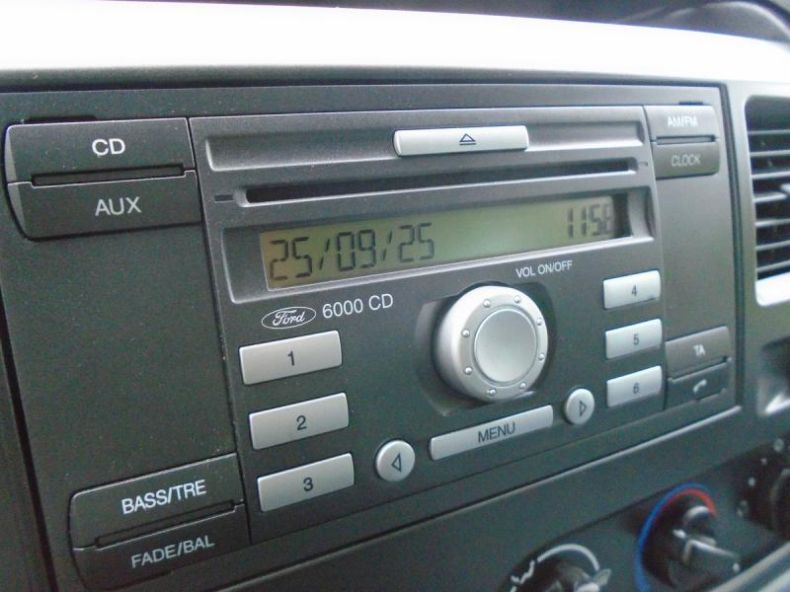 CD
AUX
AM/FM
CLOCK
25/09/25
VOL ON/OFF
Ford 6000 CD
1
2
3
4
5
6
MENU
TA
BASS/TRE
FADE/BAL